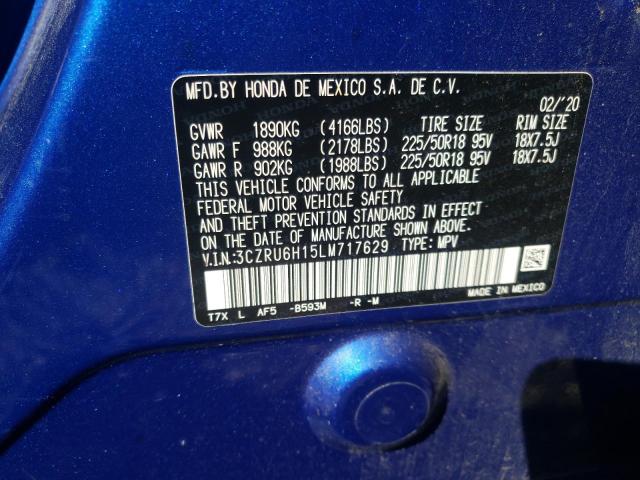 MFD.BY HONDA DE MEXICO S.A. DE C.V. 02/'20
GVWR 1890KG (4166LBS) TIRE SIZE RIM SIZE
GAWR F 988KG (2178LBS) 225/50R18 95V 18X7.5J
GAWR R 902KG (1988LBS) 225/50R18 95V 18X7.5J
THIS VEHICLE CONFORMS TO ALL APPLICABLE
FEDERAL MOTOR VEHICLE SAFETY
AND THEFT PREVENTION STANDARDS IN EFFECT
ON THE DATE OF MANUFACTURE SHOWN ABOVE.
V.I.N:3CZRU6H15LM717629 TYPE: MPV
MADE IN MEXICO
T7X L AF5 -B593M -R -M